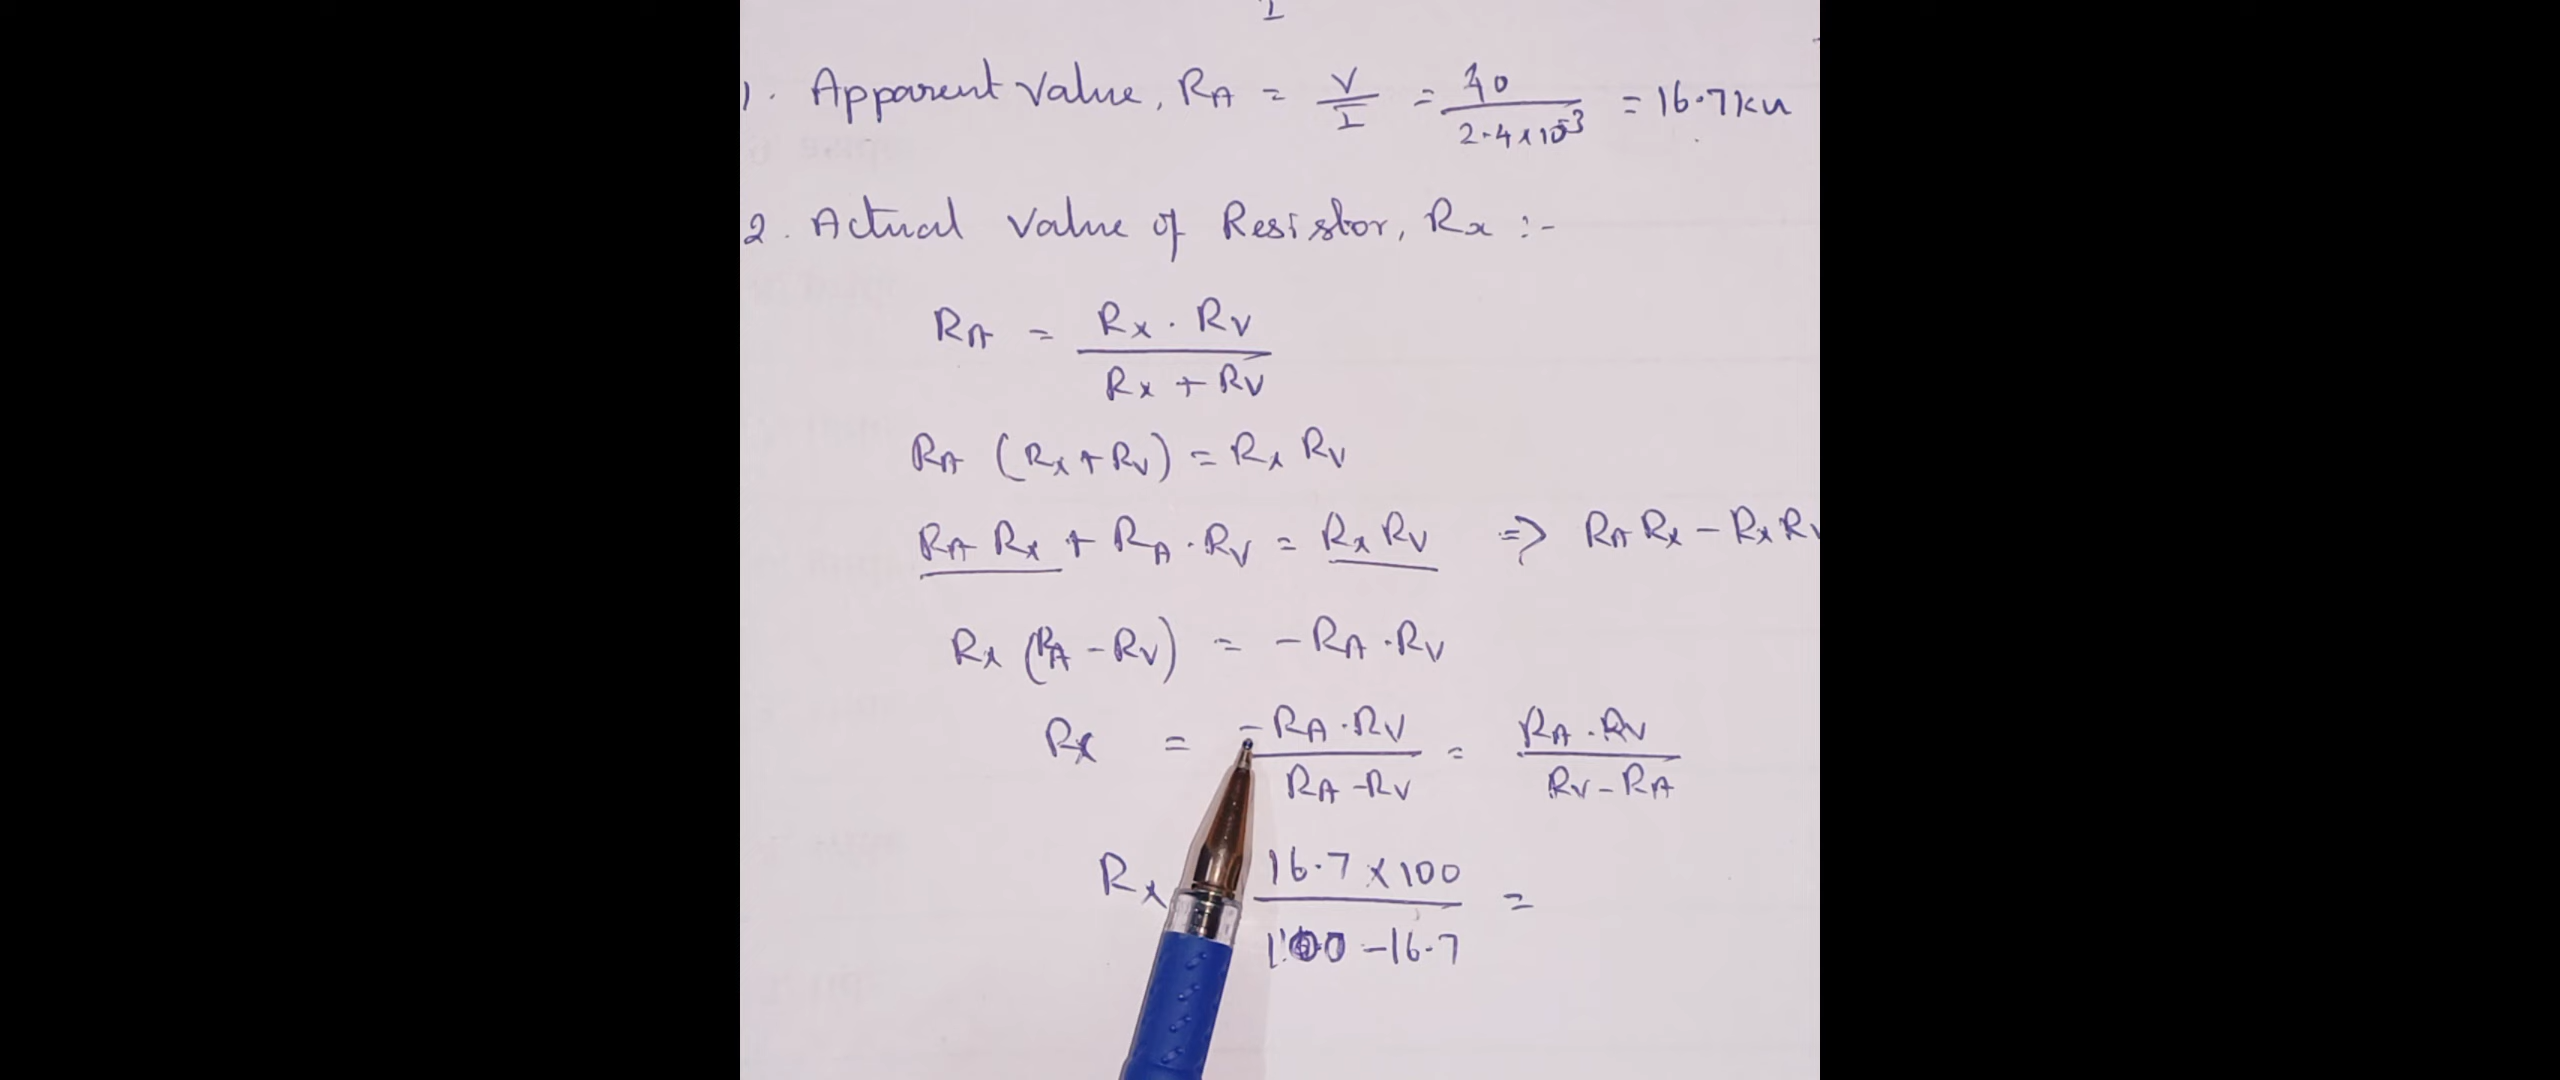 I
1. Apparent Value, RA = V/I = 40/2.4x10^-3 = 16.7kΩ
2. Actual Value of Resistor, Rx :-
RA = Rx . RV / Rx + RV
RA (Rx + RV) = Rx RV
RA Rx + RA . RV = Rx RV => RA Rx - Rx RV
Rx (RA - RV) = - RA . RV
Rx = - RA . RV / RA - RV = RA . RV / RV - RA
Rx 16.7 x 100 / 100 - 16.7 =